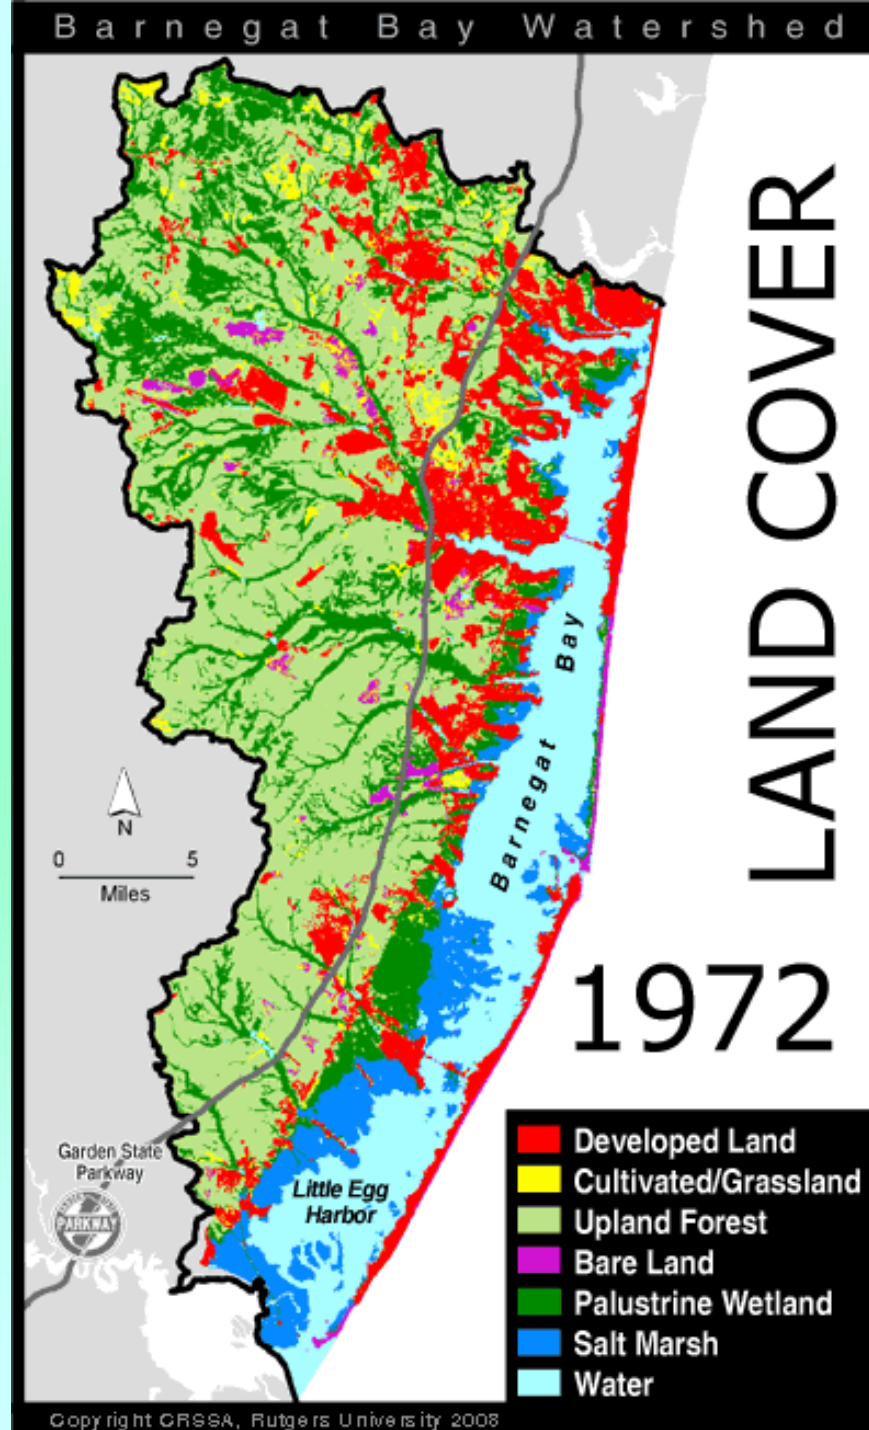 Barnegat Bay Watershed
LAND COVER
Barnegat Bay
N
0 5
Miles
1972
Garden State
Parkway
PARKWAY
Little Egg
Harbor
Developed Land
Cultivated/Grassland
Upland Forest
Bare Land
Palustrine Wetland
Salt Marsh
Water
Copyright CRSSA, Rutgers University 2008